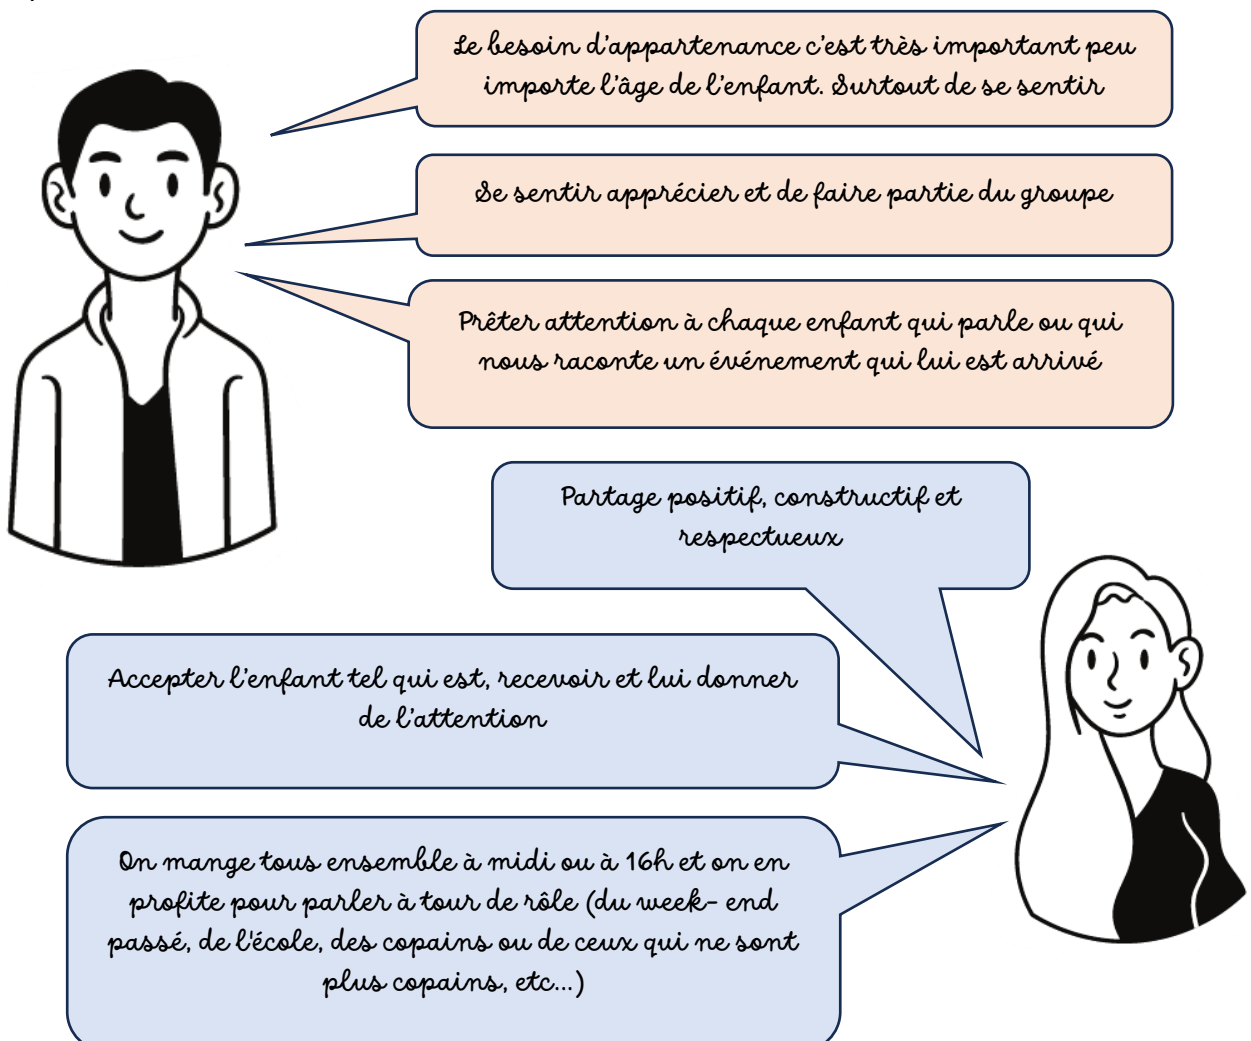 Le besoin d'appartenance c'est très important peu
importe l'âge de l'enfant. Surtout de se sentir
Se sentir apprécier et de faire partie du groupe
Prêter attention à chaque enfant qui parle ou qui
nous raconte un événement qui lui est arrivé
Partage positif, constructif et
respectueux
Accepter l'enfant tel qui est, recevoir et lui donner
de l'attention
On mange tous ensemble à midi ou à 16h et on en
profite pour parler à tour de rôle (du week- end
passé, de l'école, des copains ou de ceux qui ne sont
plus copains, etc...)